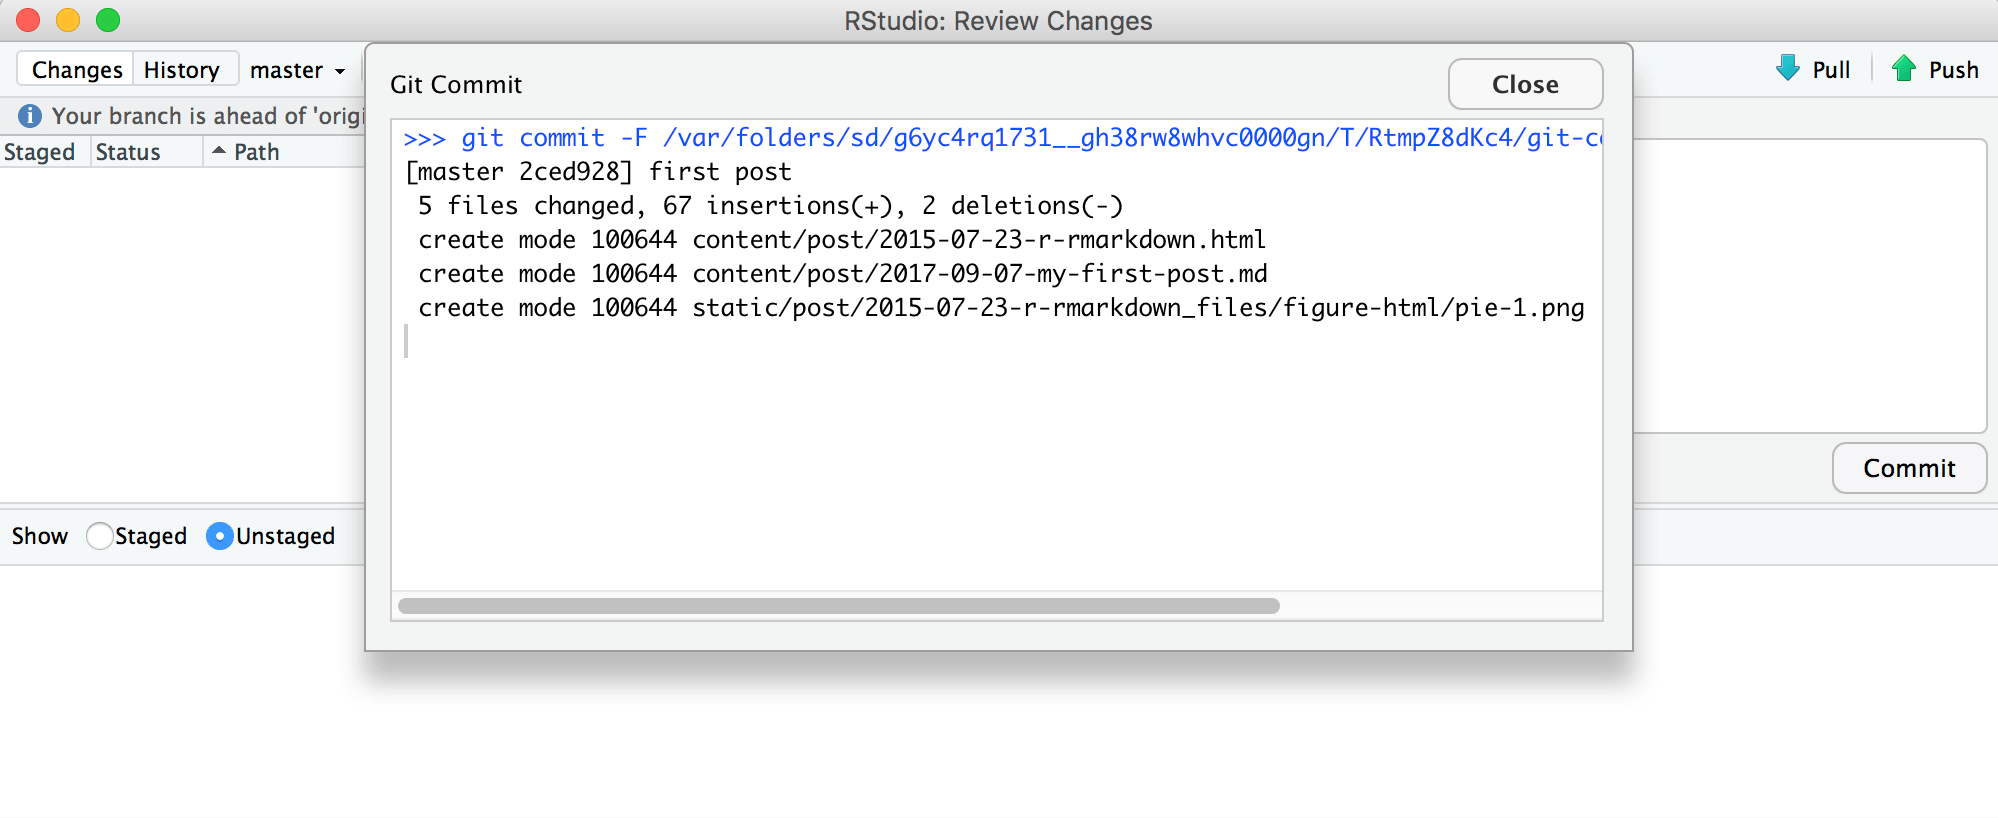 RStudio: Review Changes
Changes History master
Pull Push
Your branch is ahead of 'origi
Staged Status Path
Git Commit
Close
>>> git commit -F /var/folders/sd/g6yc4rq1731__gh38rw8whvc0000gn/T/RtmpZ8dKc4/git-co
[master 2ced928] first post
5 files changed, 67 insertions(+), 2 deletions(-)
create mode 100644 content/post/2015-07-23-r-rmarkdown.html
create mode 100644 content/post/2017-09-07-my-first-post.md
create mode 100644 static/post/2015-07-23-r-rmarkdown_files/figure-html/pie-1.png
Commit
Show Staged Unstaged